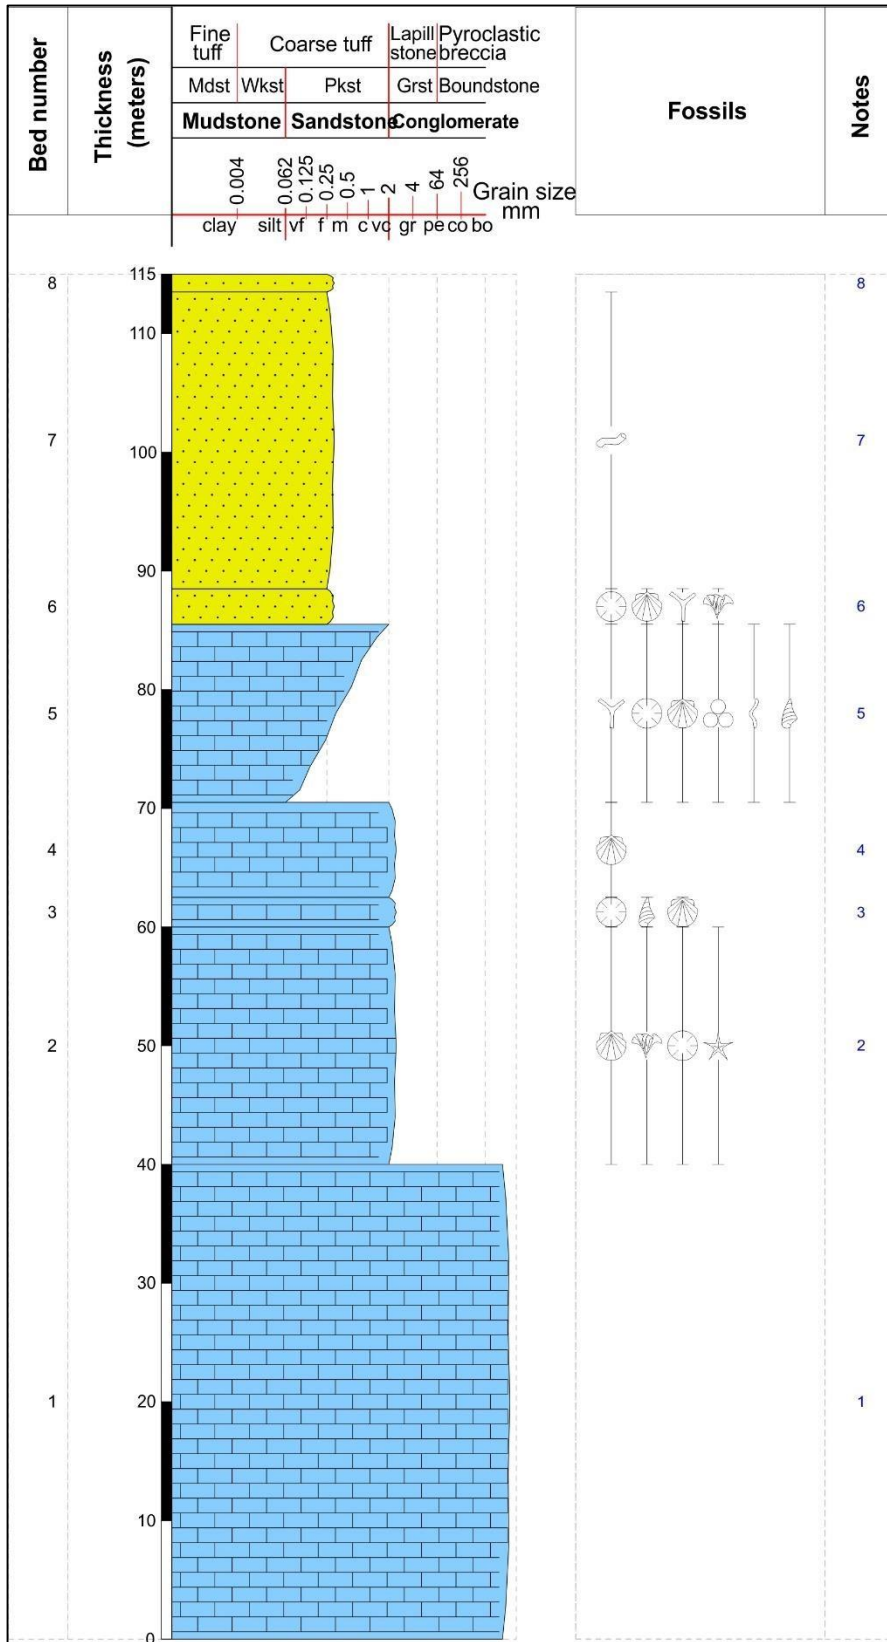 Bed number
Thickness
(meters)
Fine
tuff
Coarse tuff
Lapill
stone
Pyroclastic
breccia
Mdst
Wkst
Pkst
Grst
Boundstone
Mudstone
Sandstone
Conglomerate
0.004
0.062
0.125
0.25
0.5
1
2
4
64
256
Grain size
mm
clay
silt
vf
f
m
c
vc
gr
pe
co
bo
Fossils
Notes
8
115
8
110
7
100
7
90
6
6
80
5
5
70
4
4
3
60
3
2
50
2
40
30
1
20
1
10
0